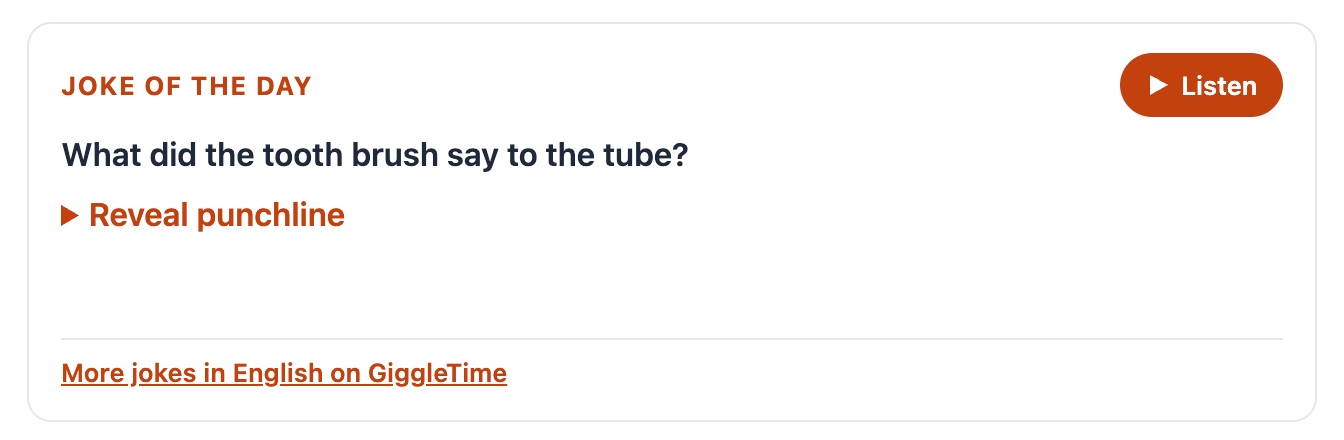 JOKE OF THE DAY
Listen
What did the tooth brush say to the tube?
Reveal punchline
More jokes in English on GiggleTime